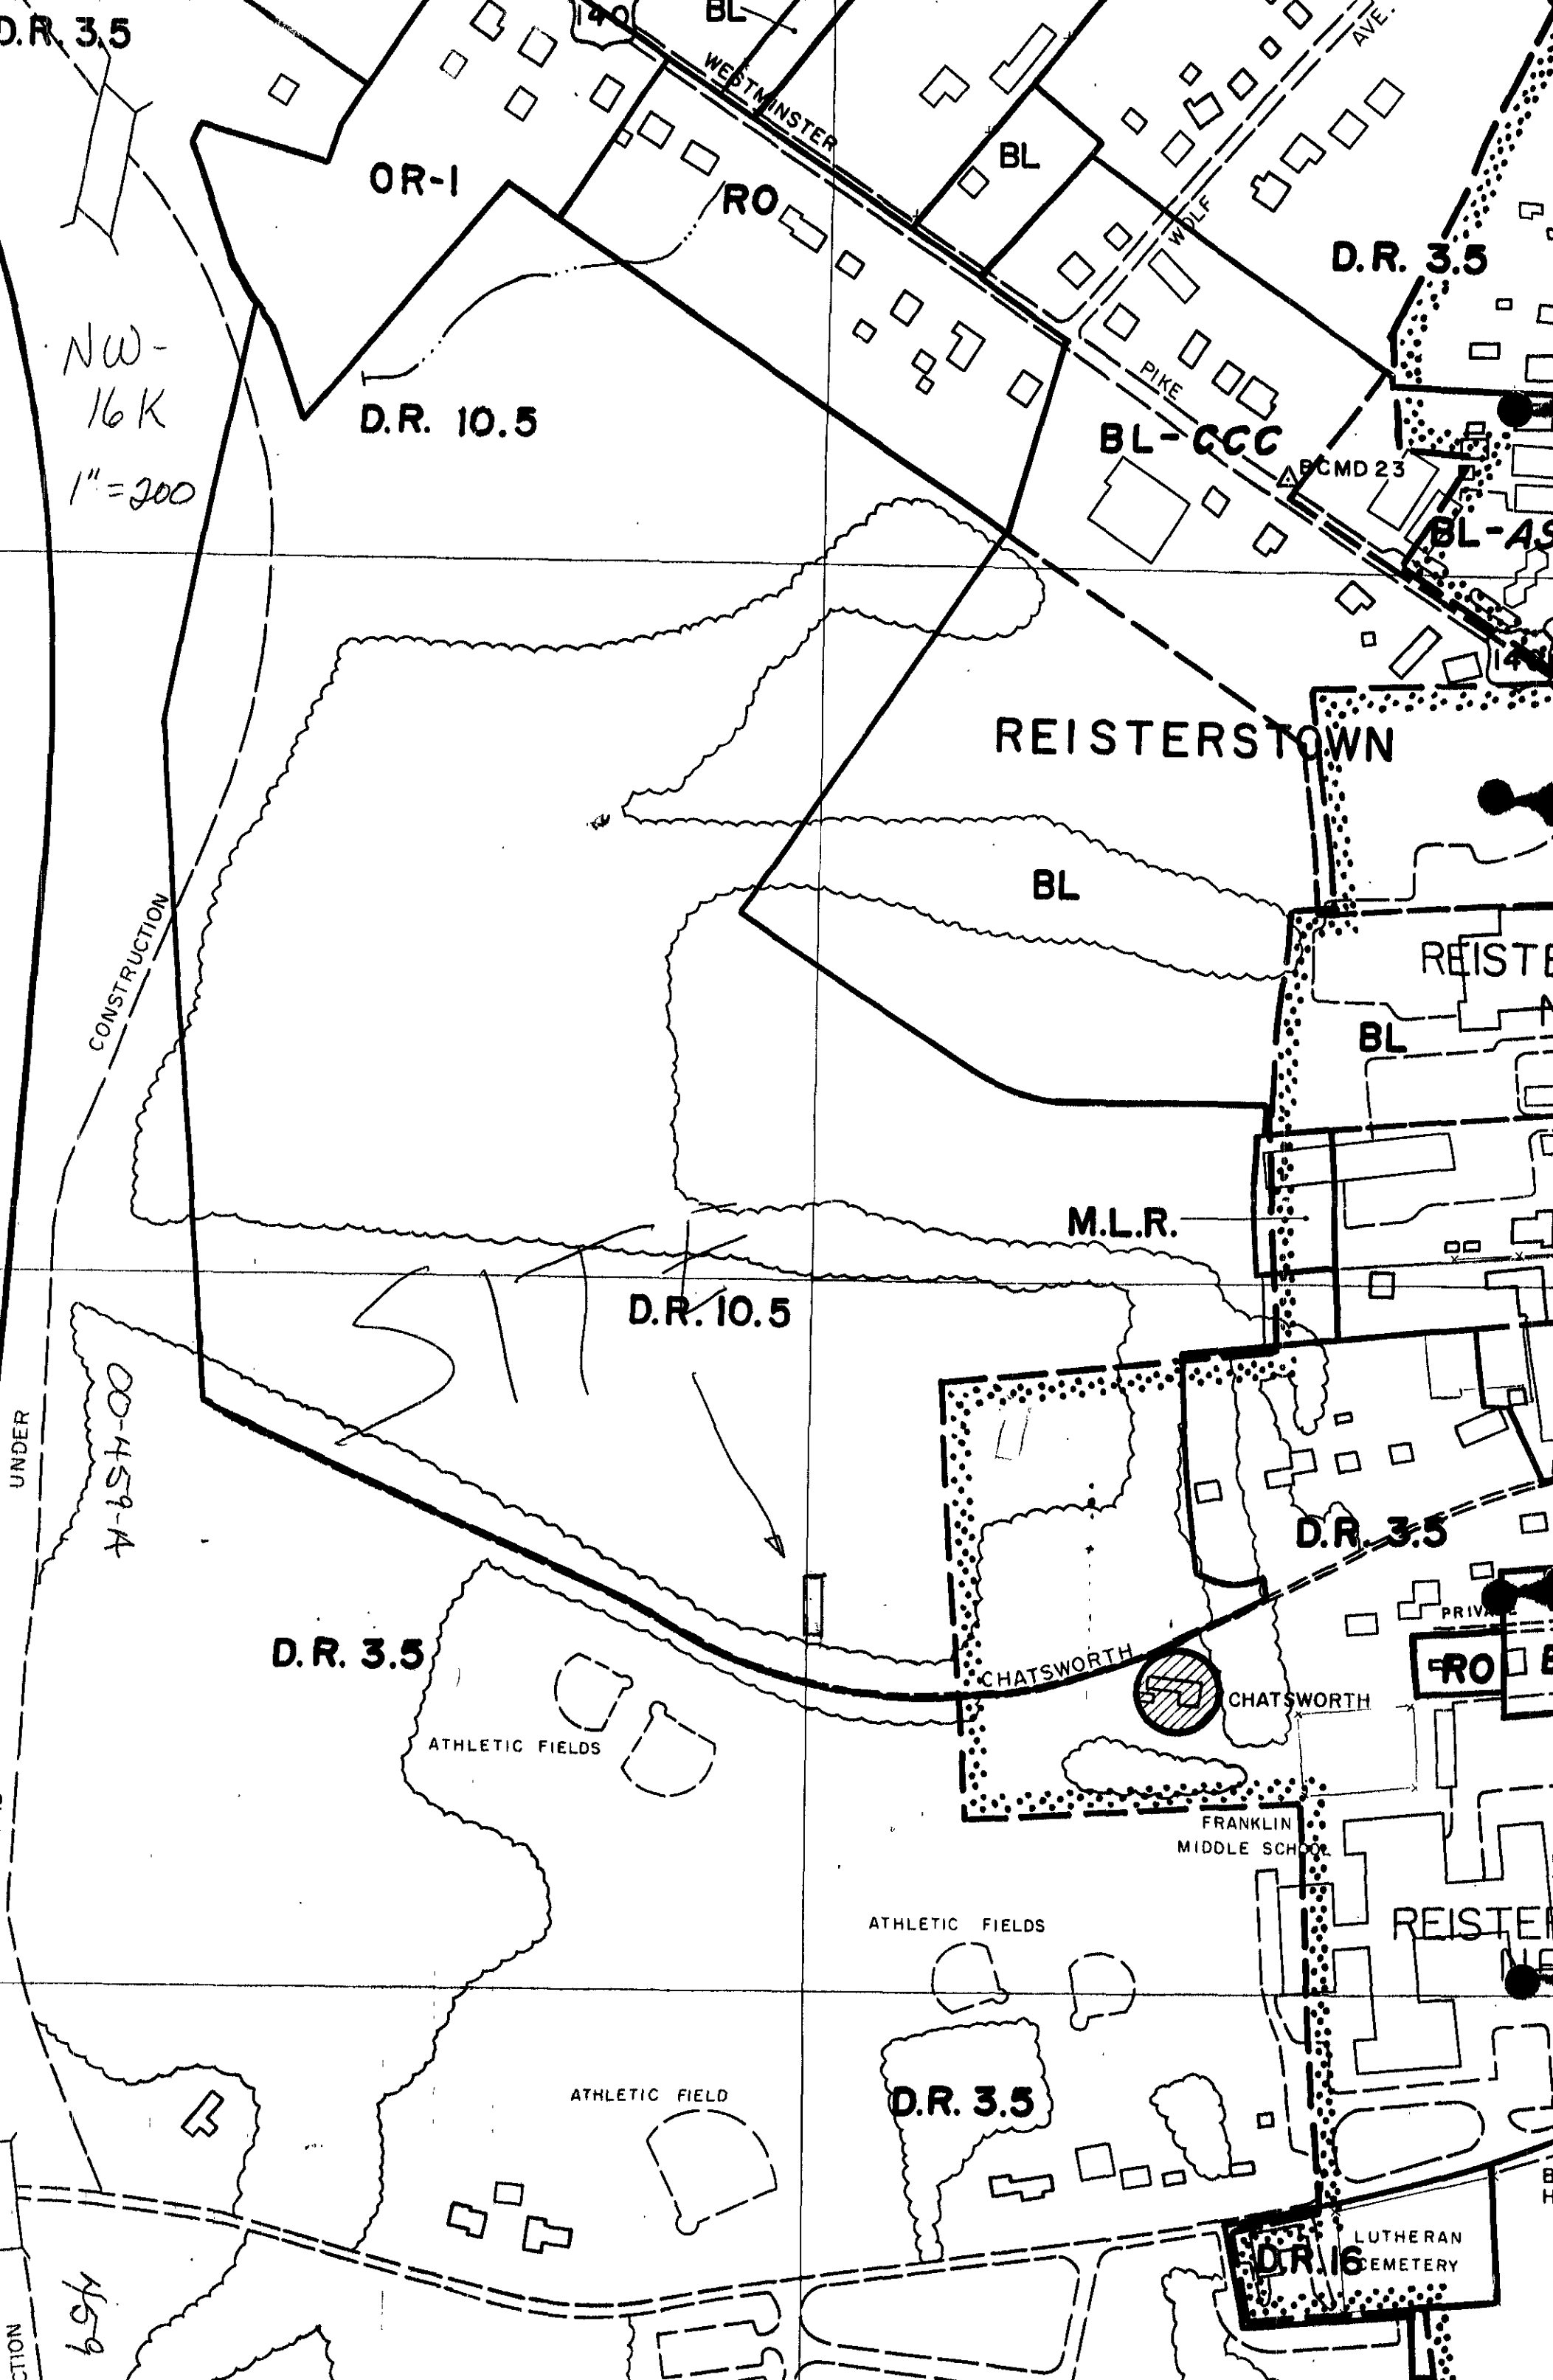 D.R. 3.5
140
BL
WESTMINSTER
AVE.
OR-1
RO
BL
WOLF
D.R. 3.5
NW-
16K
1"=200
D.R. 10.5
PIKE
BL-CCC
BCMD 23
BL-AS
REISTERSTOWN
BL
CONSTRUCTION
REISTE
BL
M.L.R.
SITE
D.R. 10.5
00-459-A
UNDER
D.R. 3.5
D.R. 3.5
PRIVATE
RO
CHATSWORTH
CHATSWORTH
ATHLETIC FIELDS
FRANKLIN
MIDDLE SCHOOL
ATHLETIC FIELDS
REISTER
ATHLETIC FIELD
D.R. 3.5
LUTHERAN
CEMETERY
D.R. 16
459
CTION